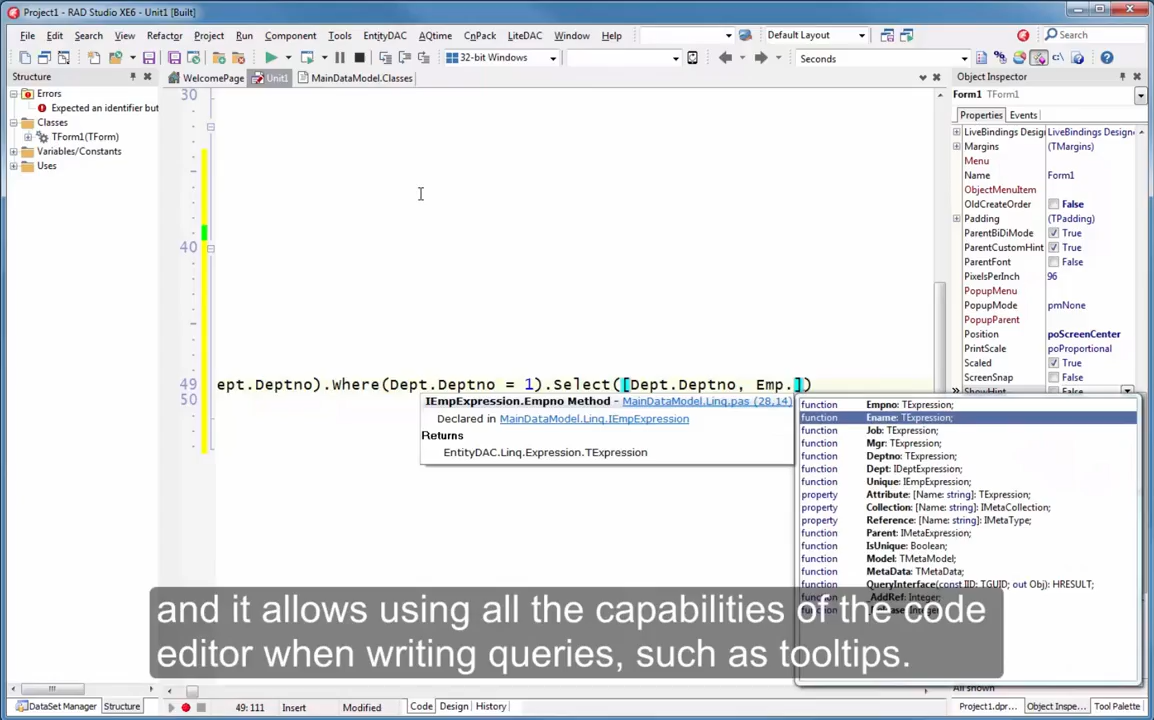 Project1 - RAD Studio XE6 - Unit1 [Built]
File Edit Search View Refactor Project Run Component Tools EntityDAC AQtime CnPack LiteDAC Window Help
Default Layout
Search
32-bit Windows
Seconds
Structure
WelcomePage Unit1 MainDataModel.Classes
Object Inspector
Errors
Expected an identifier but
Classes
TForm1(TForm)
Variables/Constants
Uses
30
40
49 ept.Deptno).Where(Dept.Deptno = 1).Select([Dept.Deptno, Emp.])
50
IEmpExpression.Empno Method - MainDataModel.Linq.pas (28,14)
Declared in MainDataModel.Linq.IEmpExpression
Returns
EntityDAC.Linq.Expression.TExpression
Form1 TForm1
Properties Events
LiveBindings Design LiveBindings Designe
Margins (TMargins)
Menu
Name Form1
ObjectMenuItem
OldCreateOrder False
Padding (TPadding)
ParentBiDiMode True
ParentCustomHint True
ParentFont False
PixelsPerInch 96
PopupMenu
PopupMode pmNone
PopupParent
Position poScreenCenter
PrintScale poProportional
ScreenSnap False
ShowHint False
function Empno: TExpression;
function Ename: TExpression;
function Job: TExpression;
function Mgr: TExpression;
function Deptno: TExpression;
function Dept: IDeptExpression;
function Unique: IEmpExpression;
property Attribute: [Name: string]: TExpression;
property Collection: [Name: string]: IMetaCollection;
property Reference: [Name: string]: IMetaType;
function Parent: IMetaExpression;
function IsUnique: Boolean;
function Model: TMetaModel;
function MetaData: TMetaData;
function QueryInterface(const IID: TGUID; out Obj): HRESULT;
function _AddRef: Integer;
and it allows using all the capabilities of the code
editor when writing queries, such as tooltips.
All shown
DataSet Manager Structure
49: 111 Insert Modified Code Design History
Project1.dpr... Object Inspe... Tool Palette